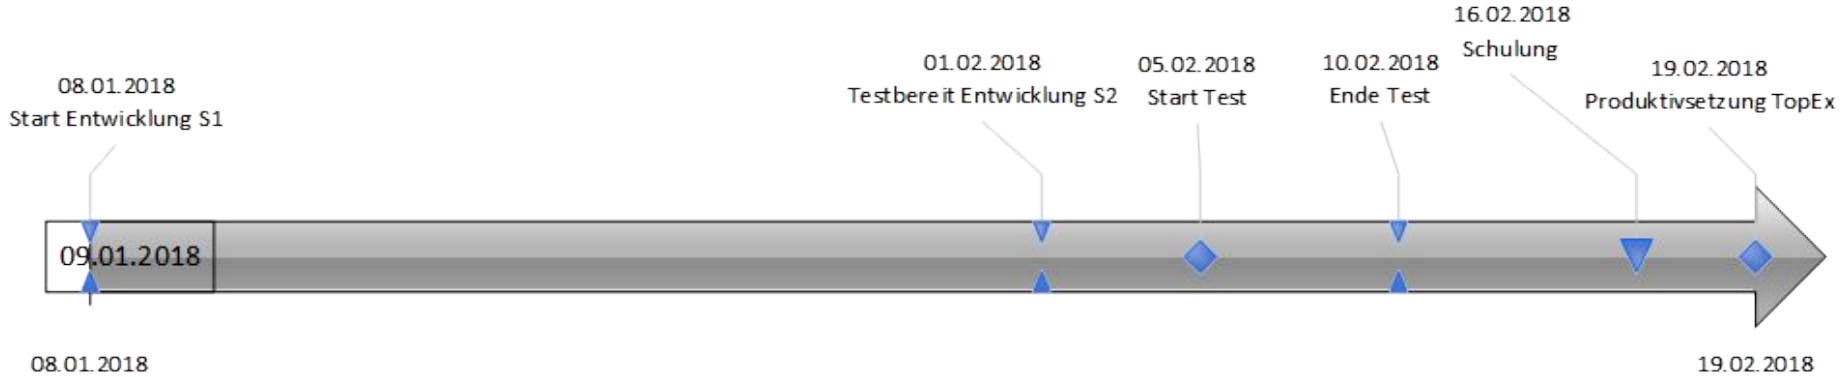 08.01.2018
Start Entwicklung S1
01.02.2018
Testbereit Entwicklung S2
05.02.2018
Start Test
10.02.2018
Ende Test
16.02.2018
Schulung
19.02.2018
Produktivsetzung TopEx
09.01.2018
08.01.2018
19.02.2018